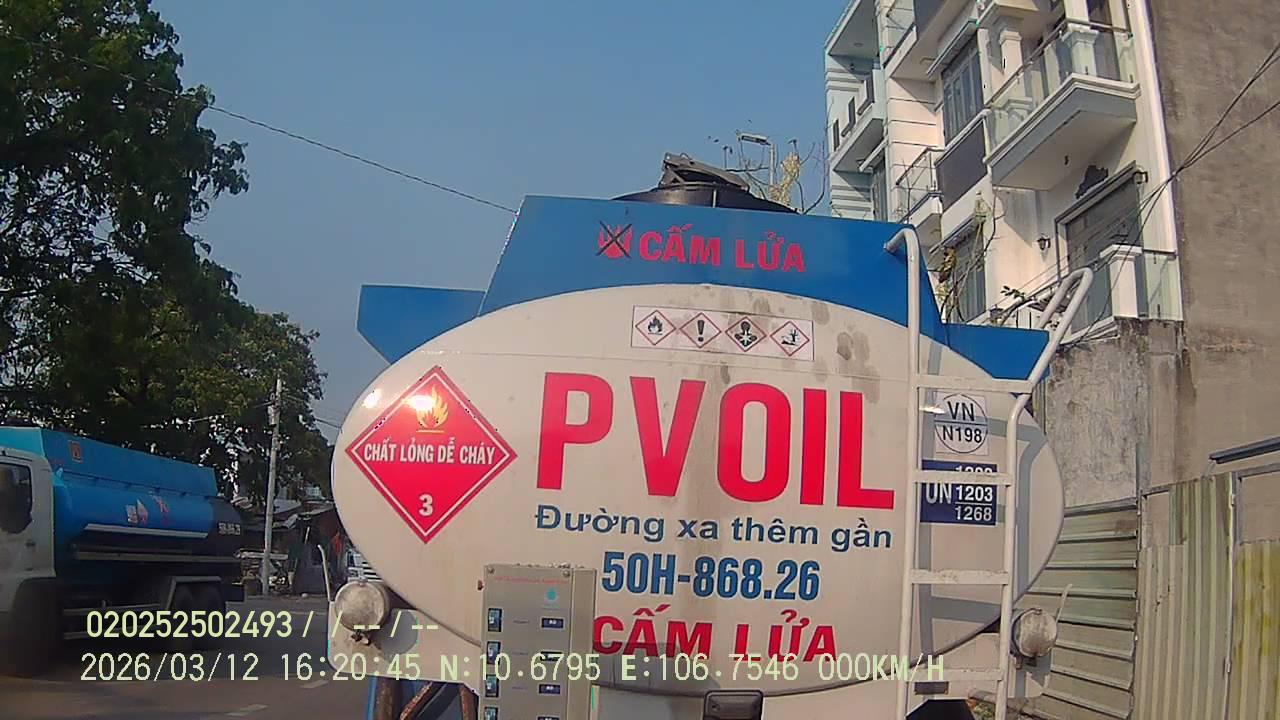 CẤM LỬA
CHẤT LỎNG DỄ CHÁY
3
PVOIL
VN
N198
UN 1203
1268
Đường xa thêm gần
50H-868.26
CẤM LỬA
020252502493 / / -- / --
2026/03/12 16:20:45 N:10.6795 E:106.7546 000KM/H